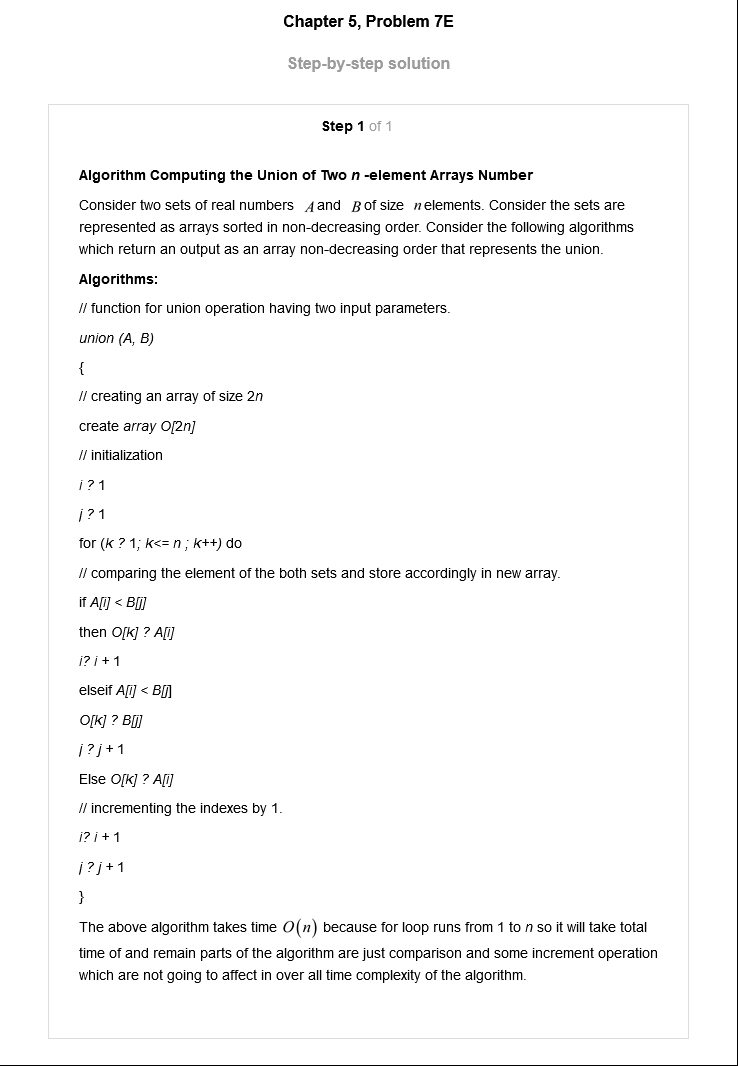 Chapter 5, Problem 7E
Step-by-step solution
Step 1 of 1
Algorithm Computing the Union of Two n -element Arrays Number
Consider two sets of real numbers A and B of size n elements. Consider the sets are
represented as arrays sorted in non-decreasing order. Consider the following algorithms
which return an output as an array non-decreasing order that represents the union.
Algorithms:
// function for union operation having two input parameters.
union (A, B)
{
// creating an array of size 2n
create array O[2n]
// initialization
i ? 1
j ? 1
for (k ? 1; k<= n ; k++) do
// comparing the element of the both sets and store accordingly in new array.
if A[i] < B[j]
then O[k] ? A[i]
i? i + 1
elseif A[i] < B[j]
O[k] ? B[j]
j ? j + 1
Else O[k] ? A[i]
// incrementing the indexes by 1.
i? i + 1
j ? j + 1
}
The above algorithm takes time O(n) because for loop runs from 1 to n so it will take total
time of and remain parts of the algorithm are just comparison and some increment operation
which are not going to affect in over all time complexity of the algorithm.